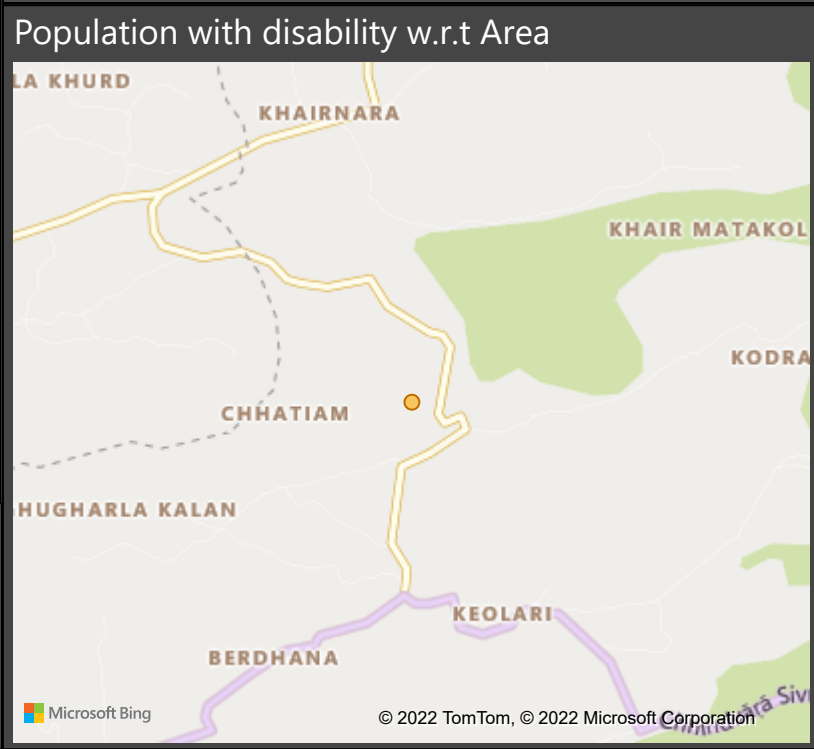 Population with disability w.r.t Area
LA KHURD
KHAIRNARA
KHAIR MATAKOL
KODRA
CHHATIAM
HUGHARLA KALAN
KEOLARI
BERDHANA
Microsoft Bing
© 2022 TomTom, © 2022 Microsoft Corporation